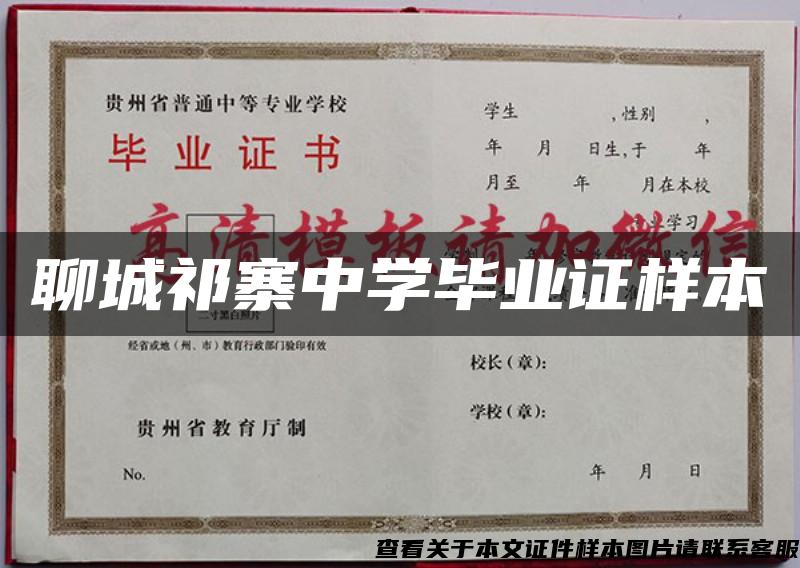 贵州省普通中等专业学校
毕业证书
学生 ,性别 ,
年 月 日生,于 年
月至 年 月在本校
专业学习
高清模板请加微信
聊城祁寨中学毕业证样本
二寸黑白照片
经省或地(州、市)教育行政部门验印有效
校长(章):
学校(章):
贵州省教育厅制
No.
年 月 日
查看关于本文证件样本图片请联系客服